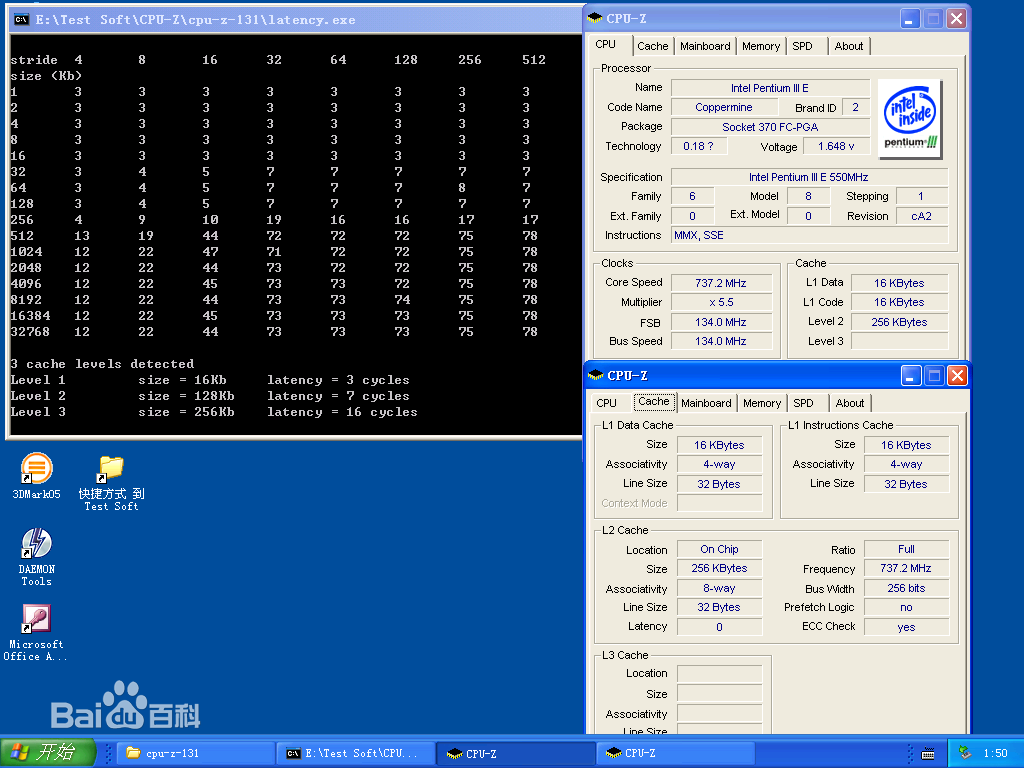 E:\Test Soft\CPU-Z\cpu-z-131\latency.exe
stride 4 8 16 32 64 128 256 512
size (Kb)
1 3 3 3 3 3 3 3 3
2 3 3 3 3 3 3 3 3
4 3 3 3 3 3 3 3 3
8 3 3 3 3 3 3 3 3
16 3 3 3 3 3 3 3 3
32 3 4 5 7 7 7 7 7
64 3 4 5 7 7 7 8 7
128 3 4 5 7 7 7 7 7
256 4 9 10 19 16 16 17 17
512 13 19 44 72 72 72 75 78
1024 12 22 47 71 72 72 75 78
2048 12 22 44 73 72 72 75 78
4096 12 22 45 73 73 72 75 78
8192 12 22 44 73 73 74 75 78
16384 12 22 45 73 73 73 75 78
32768 12 22 44 73 73 73 75 78
3 cache levels detected
Level 1 size = 16Kb latency = 3 cycles
Level 2 size = 128Kb latency = 7 cycles
Level 3 size = 256Kb latency = 16 cycles
CPU-Z
CPU Cache Mainboard Memory SPD About
Processor
Name Intel Pentium III E
Code Name Coppermine Brand ID 2
Package Socket 370 FC-PGA
Technology 0.18 ? Voltage 1.648 v
intel inside pentium III
Specification Intel Pentium III E 550MHz
Family 6 Model 8 Stepping 1
Ext. Family 0 Ext. Model 0 Revision cA2
Instructions MMX, SSE
Clocks
Core Speed 737.2 MHz
Multiplier x 5.5
FSB 134.0 MHz
Bus Speed 134.0 MHz
Cache
L1 Data 16 KBytes
L1 Code 16 KBytes
Level 2 256 KBytes
Level 3
CPU-Z
CPU Cache Mainboard Memory SPD About
L1 Data Cache
Size 16 KBytes
Associativity 4-way
Line Size 32 Bytes
Context Mode
L1 Instructions Cache
Size 16 KBytes
Associativity 4-way
Line Size 32 Bytes
L2 Cache
Location On Chip Ratio Full
Size 256 KBytes Frequency 737.2 MHz
Associativity 8-way Bus Width 256 bits
Line Size 32 Bytes Prefetch Logic no
Latency 0 ECC Check yes
L3 Cache
Location
Size
Associativity
Line Size
3DMark05
快捷方式 到
Test Soft
DAEMON
Tools
Microsoft
Office A...
Bai du 百科
开始 cpu-z-131 E:\Test Soft\CPU... CPU-Z CPU-Z 1:50